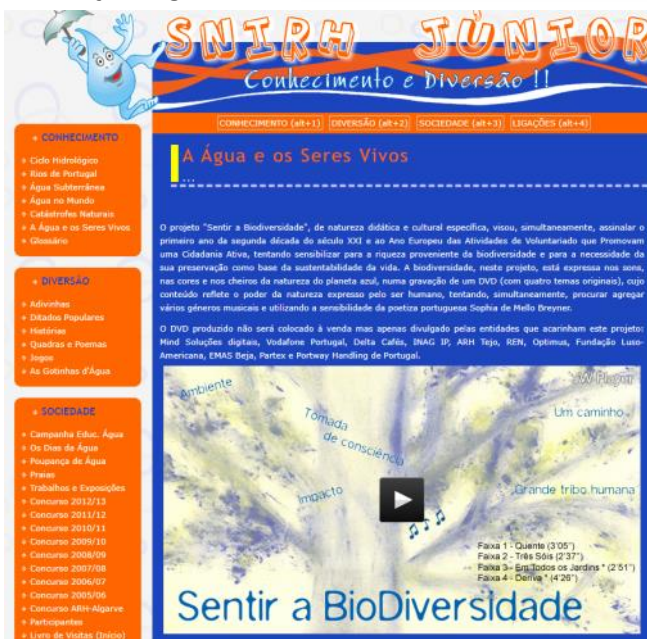 SNIRH JÚNIOR
Conhecimento e Diversão !!
CONHECIMENTO (alt+1) DIVERSÃO (alt+2) SOCIEDADE (alt+3) LIGAÇÕES (alt+4)
CONHECIMENTO
Ciclo Hidrológico
Rios de Portugal
Água Subterrânea
Água no Mundo
Catástrofes Naturais
A Água e os Seres Vivos
Glossário
DIVERSÃO
Adivinhas
Ditados Populares
Histórias
Quadras e Poemas
Jogos
As Gotinhas d'Água
SOCIEDADE
Campanha Educ. Água
Os Dias da Água
Poupança de Água
Praias
Trabalhos e Exposições
Concurso 2012/13
Concurso 2011/12
Concurso 2010/11
Concurso 2009/10
Concurso 2008/09
Concurso 2007/08
Concurso 2006/07
Concurso 2005/06
Concurso ARH-Algarve
Participantes
Livro de Visitas (Início)
A Água e os Seres Vivos
...
O projeto "Sentir a Biodiversidade", de natureza didática e cultural específica, visou, simultaneamente, assinalar o
primeiro ano da segunda década do século XXI e ao Ano Europeu das Atividades de Voluntariado que Promovam
uma Cidadania Ativa, tentando sensibilizar para a riqueza proveniente da biodiversidade e para a necessidade da
sua preservação como base da sustentabilidade da vida. A biodiversidade, neste projeto, está expressa nos sons,
nas cores e nos cheiros da natureza do planeta azul, numa gravação de um DVD (com quatro temas originais), cujo
conteúdo reflete o poder da natureza expresso pelo ser humano, tentando, simultaneamente, procurar agregar
vários géneros musicais e utilizando a sensibilidade da poetiza portuguesa Sophia de Mello Breyner.
O DVD produzido não será colocado à venda mas apenas divulgado pelas entidades que acarinham este projeto:
Mind Soluções digitais, Vodafone Portugal, Delta Cafés, INAG IP, ARH Tejo, REN, Optimus, Fundação Luso-
Americana, EMAS Beja, Partex e Portway Handling de Portugal.
JW Player
Ambiente
Tomada
de consciência
Um caminho
Impacto
Grande tribo humana
Faixa 1 - Quente (3'05")
Faixa 2 - Três Sóis (2'37")
Faixa 3- Em Todos os Jardins * (2'51")
Faixa 4 - Deriva * (4'26")
Sentir a BioDiversidade